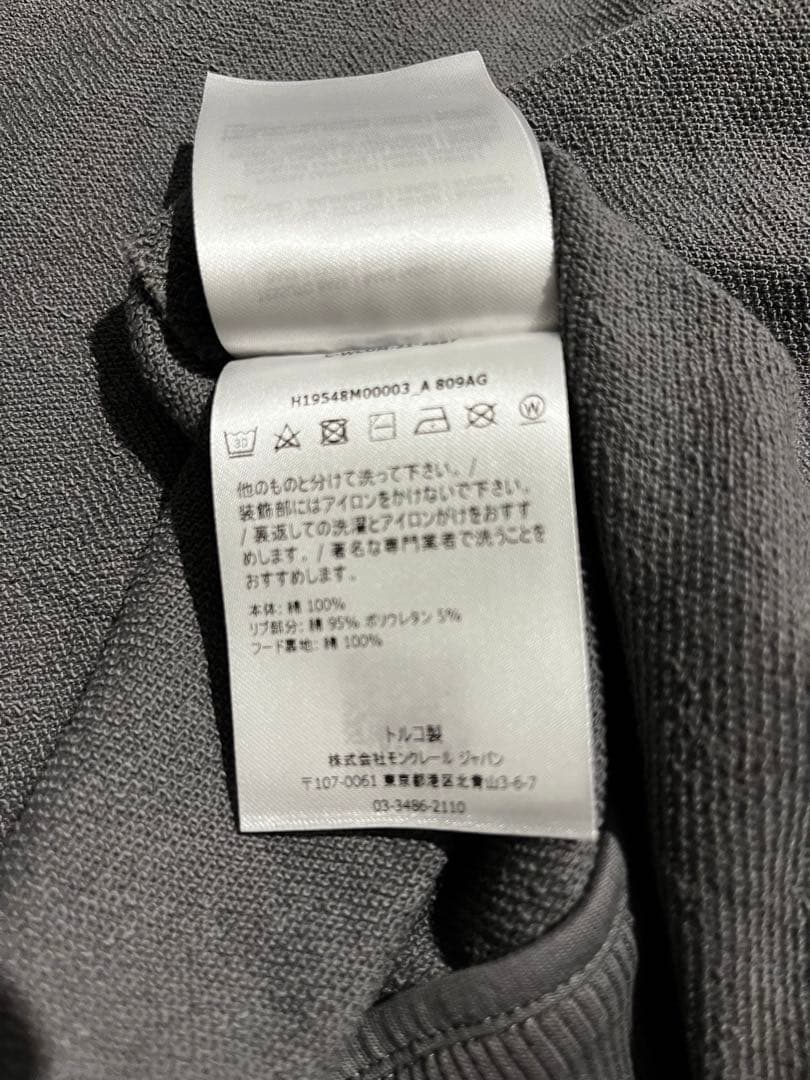 H19548M00003_A 809AG
30
W
他のものと分けて洗って下さい。/
装飾部にはアイロンをかけないで下さい。
/ 裏返しての洗濯とアイロンがけをおすす
めします。/ 著名な専門業者で洗うことを
おすすめします。
本体: 綿 100%
リブ部分: 綿 95% ポリウレタン 5%
フード裏地: 綿 100%
トルコ製
株式会社モンクレール ジャパン
〒107-0061 東京都港区北青山3-6-7
03-3486-2110